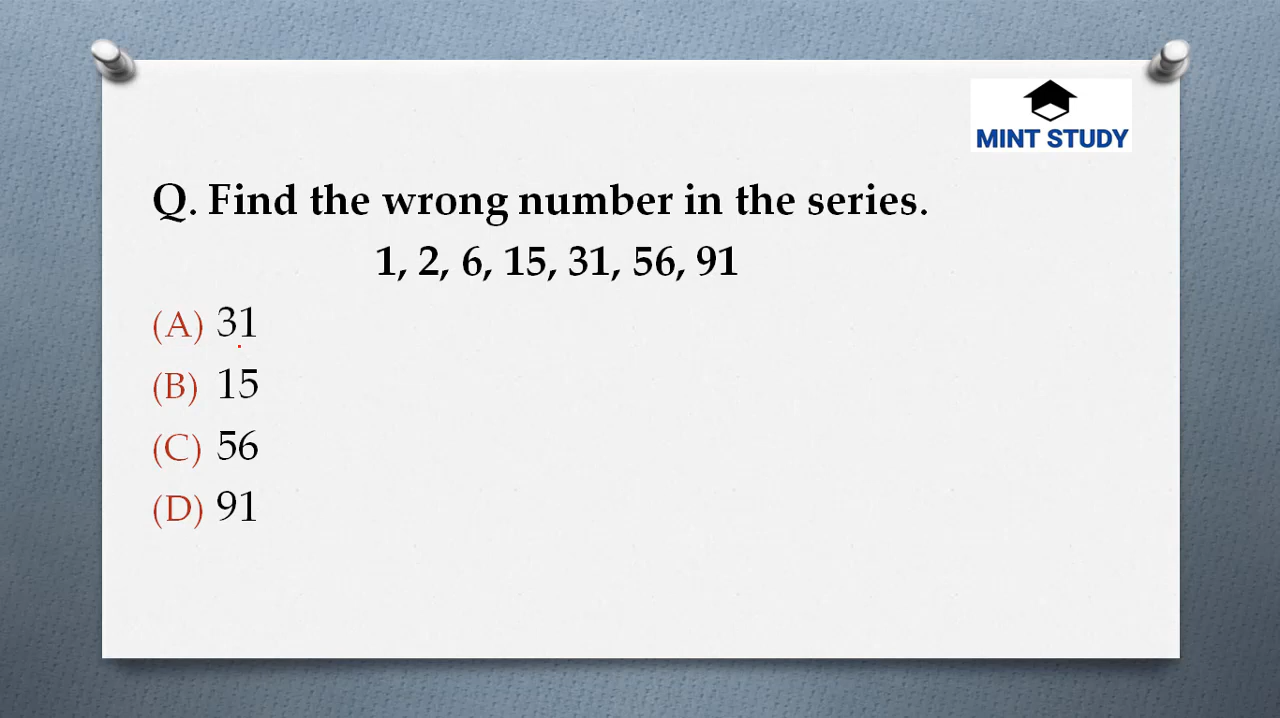 MINT STUDY
Q. Find the wrong number in the series.
1, 2, 6, 15, 31, 56, 91
(A) 31
(B) 15
(C) 56
(D) 91